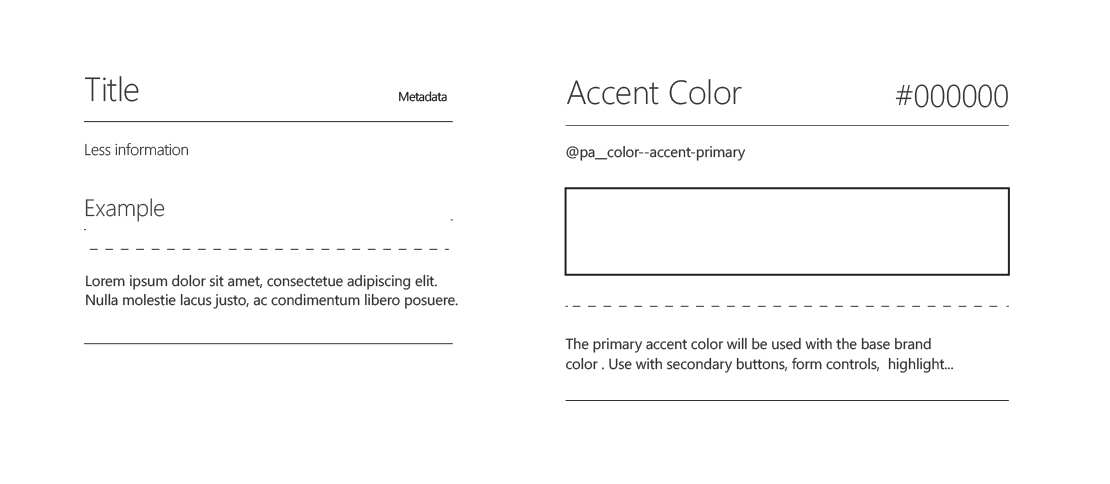 Title
Metadata
Less information
Example
Lorem ipsum dolor sit amet, consectetue adipiscing elit.
Nulla molestie lacus justo, ac condimentum libero posuere.
Accent Color
#000000
@pa__color--accent-primary
The primary accent color will be used with the base brand
color . Use with secondary buttons, form controls,  highlight...